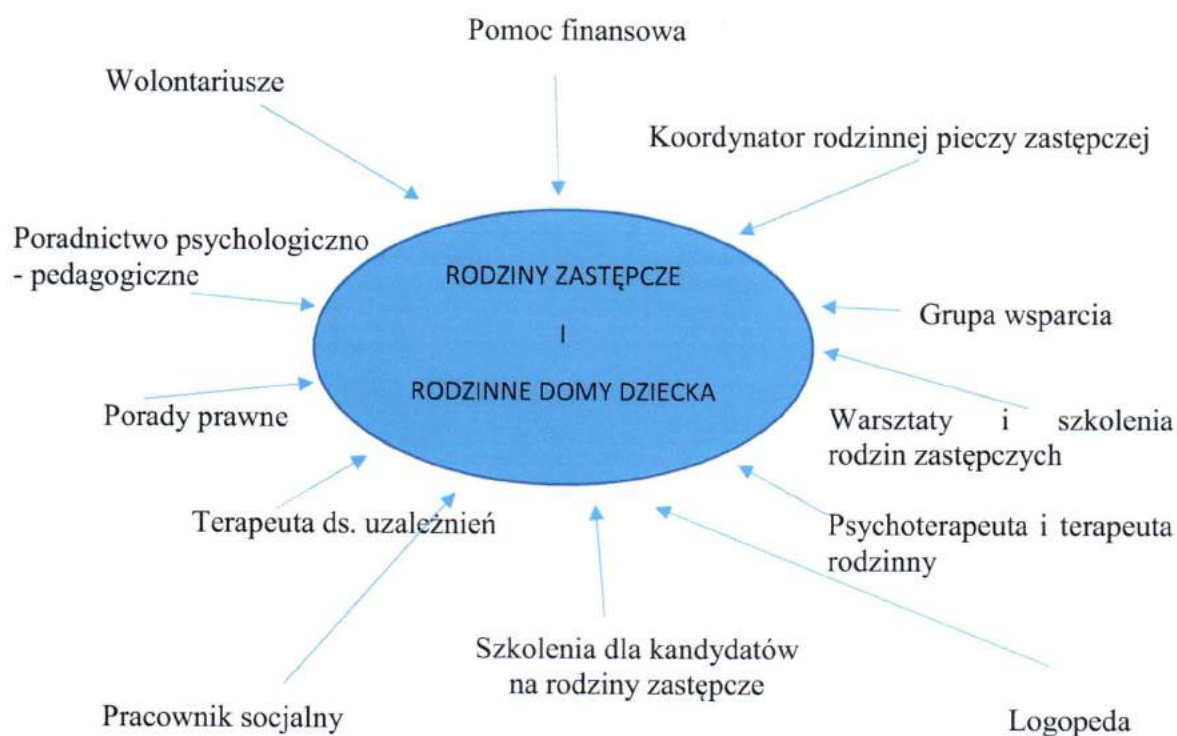 Pomoc finansowa
Wolontariusze
Koordynator rodzinnej pieczy zastępczej
Poradnictwo psychologiczno
- pedagogiczne
RODZINY ZASTĘPCZE
I
RODZINNE DOMY DZIECKA
Grupa wsparcia
Porady prawne
Warsztaty i szkolenia
rodzin zastępczych
Terapeuta ds. uzależnień
Psychoterapeuta i terapeuta
rodzinny
Szkolenia dla kandydatów
na rodziny zastępcze
Pracownik socjalny
Logopeda